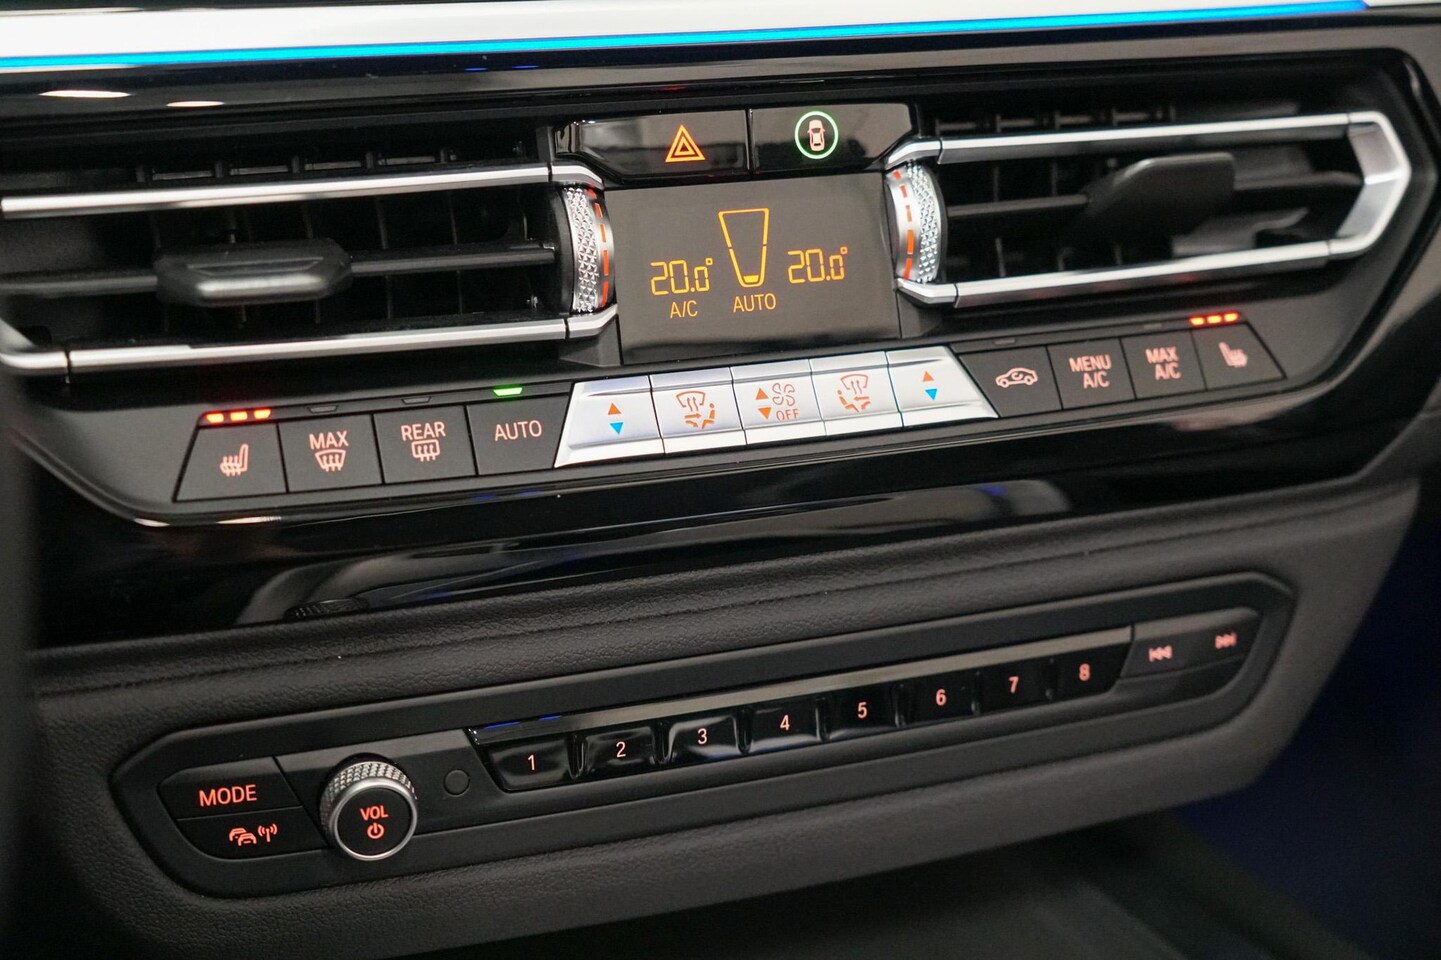 20.0°
20.0°
A/C
AUTO
MAX
REAR
AUTO
OFF
MENU
A/C
MAX
A/C
1
2
3
4
5
6
7
8
MODE
VOL